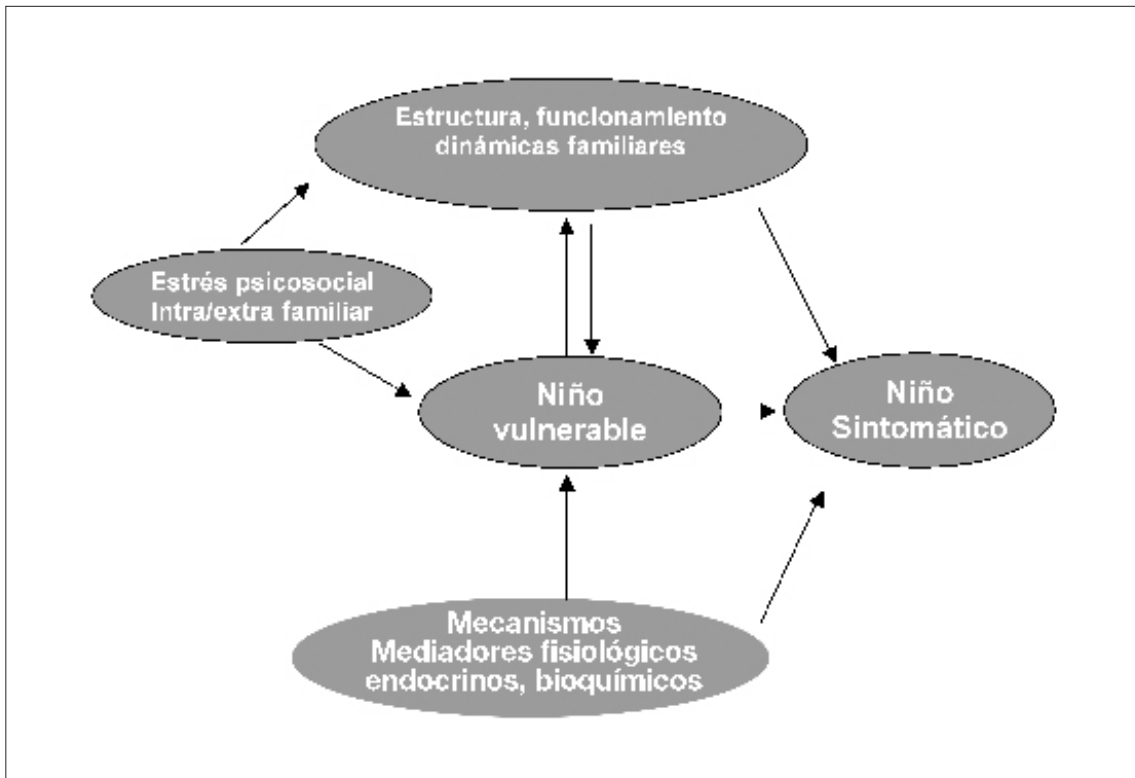 Estructura, funcionamiento
dinámicas familiares
Estrés psicosocial
Intra/extra familiar
Niño
vulnerable
Niño
Sintomático
Mecanismos
Mediadores fisiológicos
endocrinos, bioquímicos